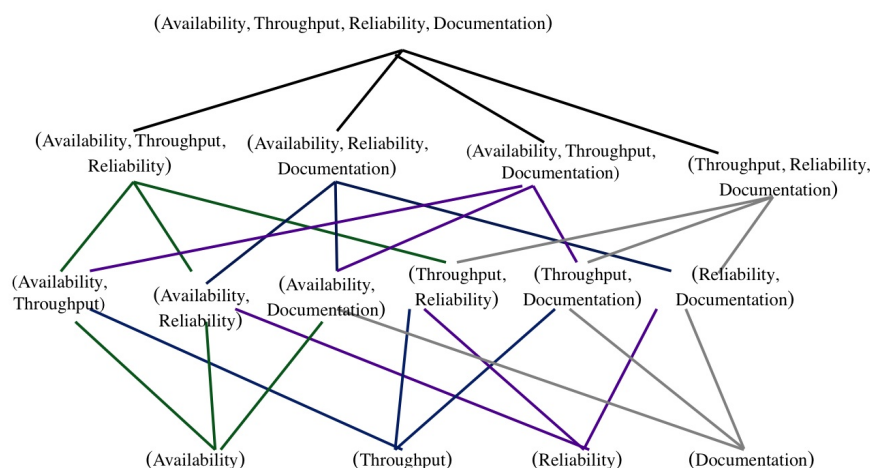 (Availability, Throughput, Reliability, Documentation)
(Availability, Throughput,
Reliability)
(Availability, Reliability,
Documentation)
(Availability, Throughput,
Documentation)
(Throughput, Reliability,
Documentation)
(Availability,
Throughput)
(Availability,
Reliability)
(Availability,
Documentation)
(Throughput,
Reliability)
(Throughput,
Documentation)
(Reliability,
Documentation)
(Availability)
(Throughput)
(Reliability)
(Documentation)